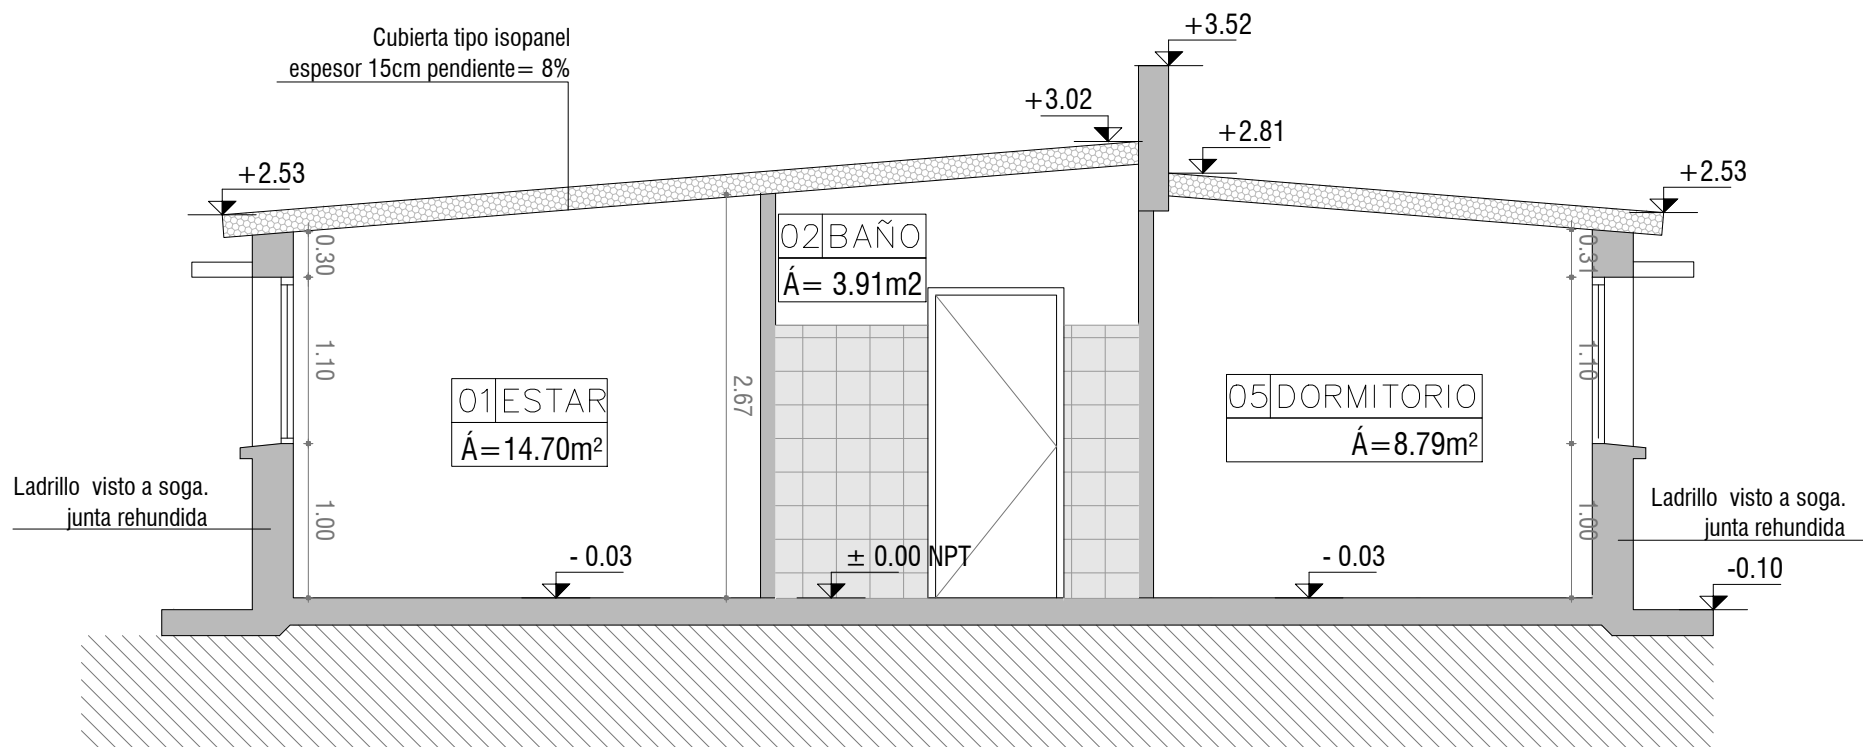 +3.52
Cubierta tipo isopanel
espesor 15cm pendiente= 8%
+3.02
+2.81
+2.53
+2.53
02 BAÑO
Á= 3.91m2
0.30
0.31
1.10
1.10
2.67
01 ESTAR
Á=14.70m²
05 DORMITORIO
Á=8.79m²
Ladrillo visto a soga.
junta rehundida
1.00
1.00
Ladrillo visto a soga.
junta rehundida
- 0.03
± 0.00 NPT
- 0.03
-0.10